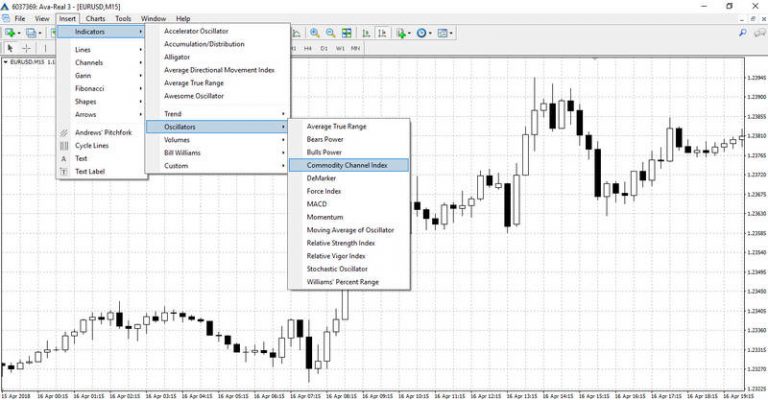 6037369: Ava-Real 3 - [EURUSD,M15]
File View Insert Charts Tools Window Help
H1 H4 D1 W1 MN
EURUSD,M15
Indicators
Lines
Channels
Gann
Fibonacci
Shapes
Arrows
Andrews' Pitchfork
Cycle Lines
Text
Text Label
Accelerator Oscillator
Accumulation/Distribution
Alligator
Average Directional Movement Index
Average True Range
Awesome Oscillator
Trend
Oscillators
Volumes
Bill Williams
Custom
Average True Range
Bears Power
Bulls Power
Commodity Channel Index
DeMarker
Force Index
MACD
Momentum
Moving Average of Oscillator
Relative Strength Index
Relative Vigor Index
Stochastic Oscillator
Williams' Percent Range
1.23945
1.23910
1.23850
1.23810
1.23765
1.23720
1.23675
1.23635
1.23585
1.23540
1.23495
1.23450
1.23405
1.23360
1.23315
1.23270
1.23225
15 Apr 2018 16 Apr 00:15 16 Apr 01:15 16 Apr 02:15 16 Apr 03:15 16 Apr 04:15 16 Apr 05:15 16 Apr 06:15 16 Apr 07:15 16 Apr 08:15 16 Apr 09:15 16 Apr 10:15 16 Apr 11:15 16 Apr 12:15 16 Apr 13:15 16 Apr 14:15 16 Apr 15:15 16 Apr 16:15 16 Apr 17:15 16 Apr 18:15 16 Apr 19:15